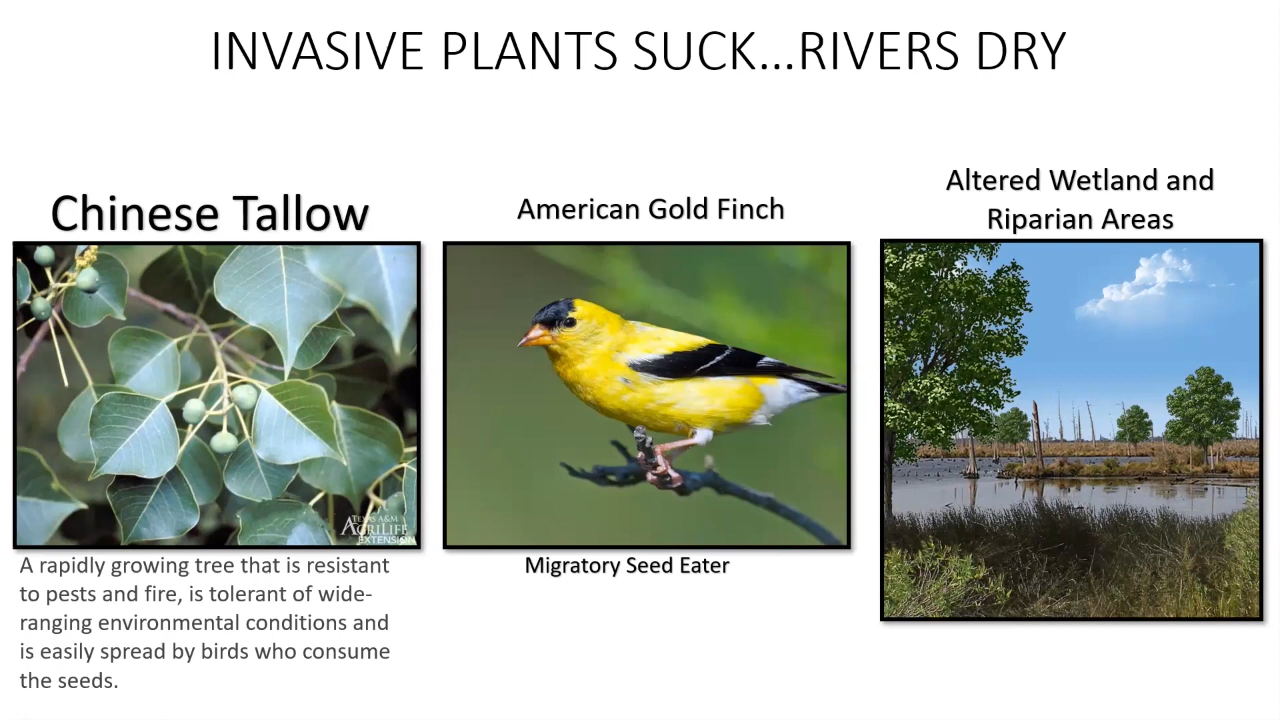 INVASIVE PLANTS SUCK...RIVERS DRY
Chinese Tallow
TEXAS A&M
AGRILIFE
EXTENSION
A rapidly growing tree that is resistant
to pests and fire, is tolerant of wide-
ranging environmental conditions and
is easily spread by birds who consume
the seeds.
American Gold Finch
Migratory Seed Eater
Altered Wetland and
Riparian Areas